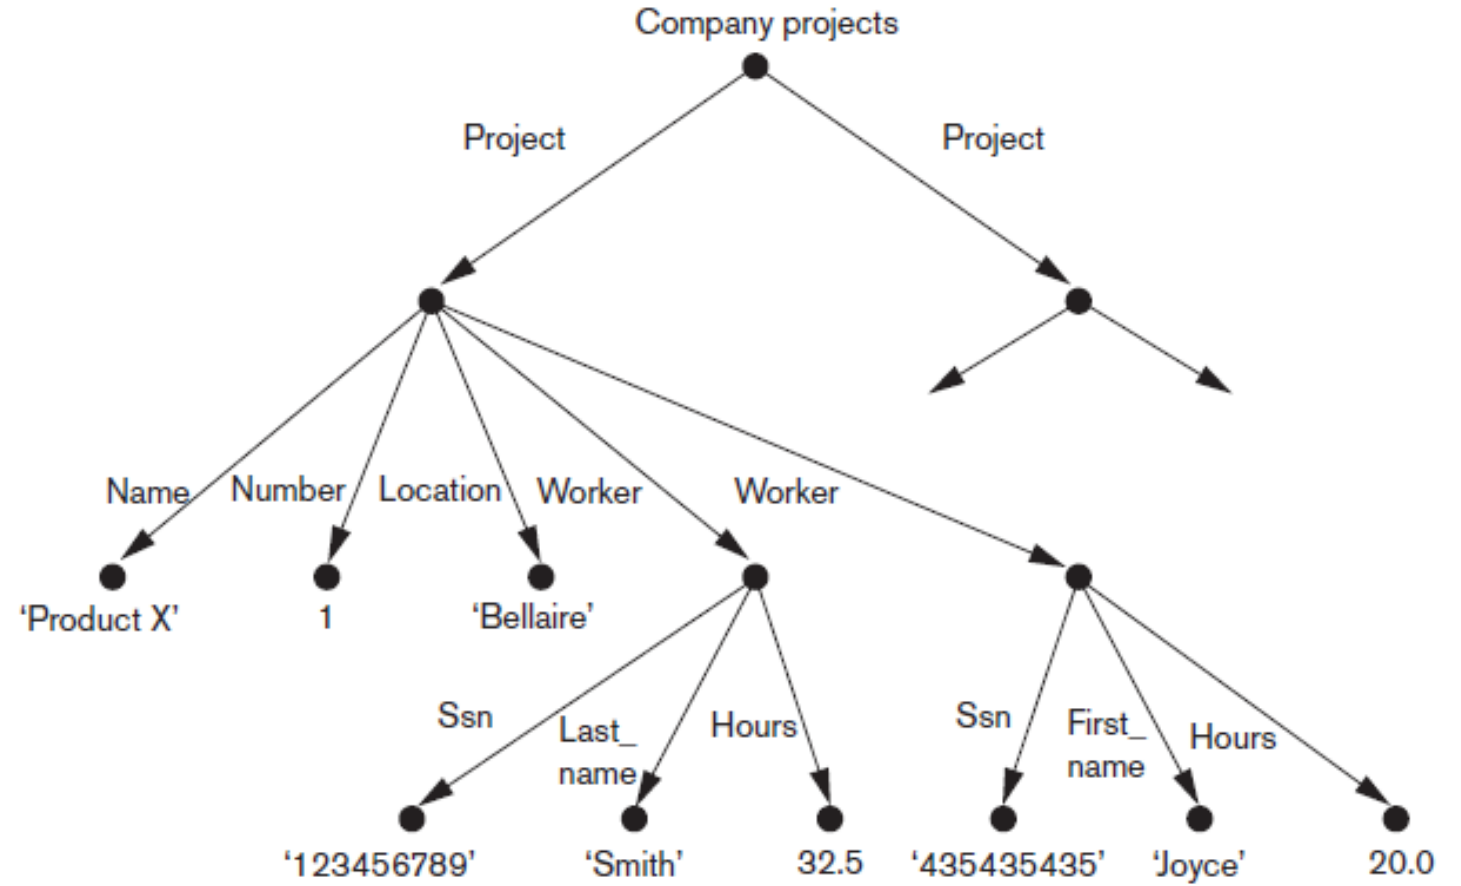 Company projects
Project
Project
Name
Number
Location
Worker
Worker
‘Product X’
1
‘Bellaire’
Ssn
Last_
name
Hours
Ssn
First_
name
Hours
‘123456789’
‘Smith’
32.5
‘435435435’
‘Joyce’
20.0